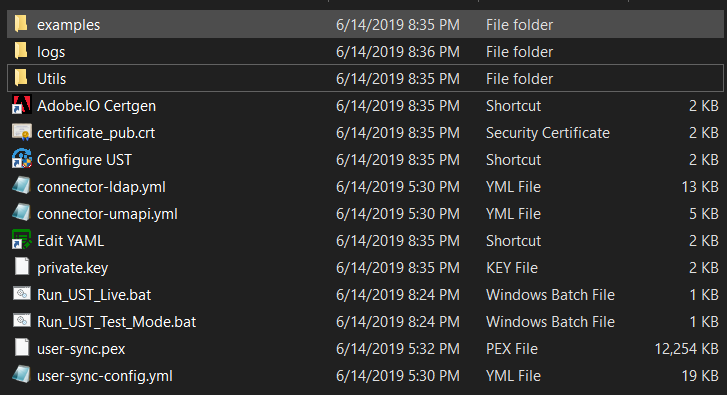 examples 6/14/2019 8:35 PM File folder
logs 6/14/2019 8:36 PM File folder
Utils 6/14/2019 8:35 PM File folder
Adobe.IO Certgen 6/14/2019 8:35 PM Shortcut 2 KB
certificate_pub.crt 6/14/2019 8:35 PM Security Certificate 2 KB
Configure UST 6/14/2019 8:35 PM Shortcut 2 KB
connector-ldap.yml 6/14/2019 5:30 PM YML File 13 KB
connector-umapi.yml 6/14/2019 5:30 PM YML File 5 KB
Edit YAML 6/14/2019 8:35 PM Shortcut 2 KB
private.key 6/14/2019 8:35 PM KEY File 2 KB
Run_UST_Live.bat 6/14/2019 8:24 PM Windows Batch File 1 KB
Run_UST_Test_Mode.bat 6/14/2019 8:24 PM Windows Batch File 1 KB
user-sync.pex 6/14/2019 5:32 PM PEX File 12,254 KB
user-sync-config.yml 6/14/2019 5:30 PM YML File 19 KB